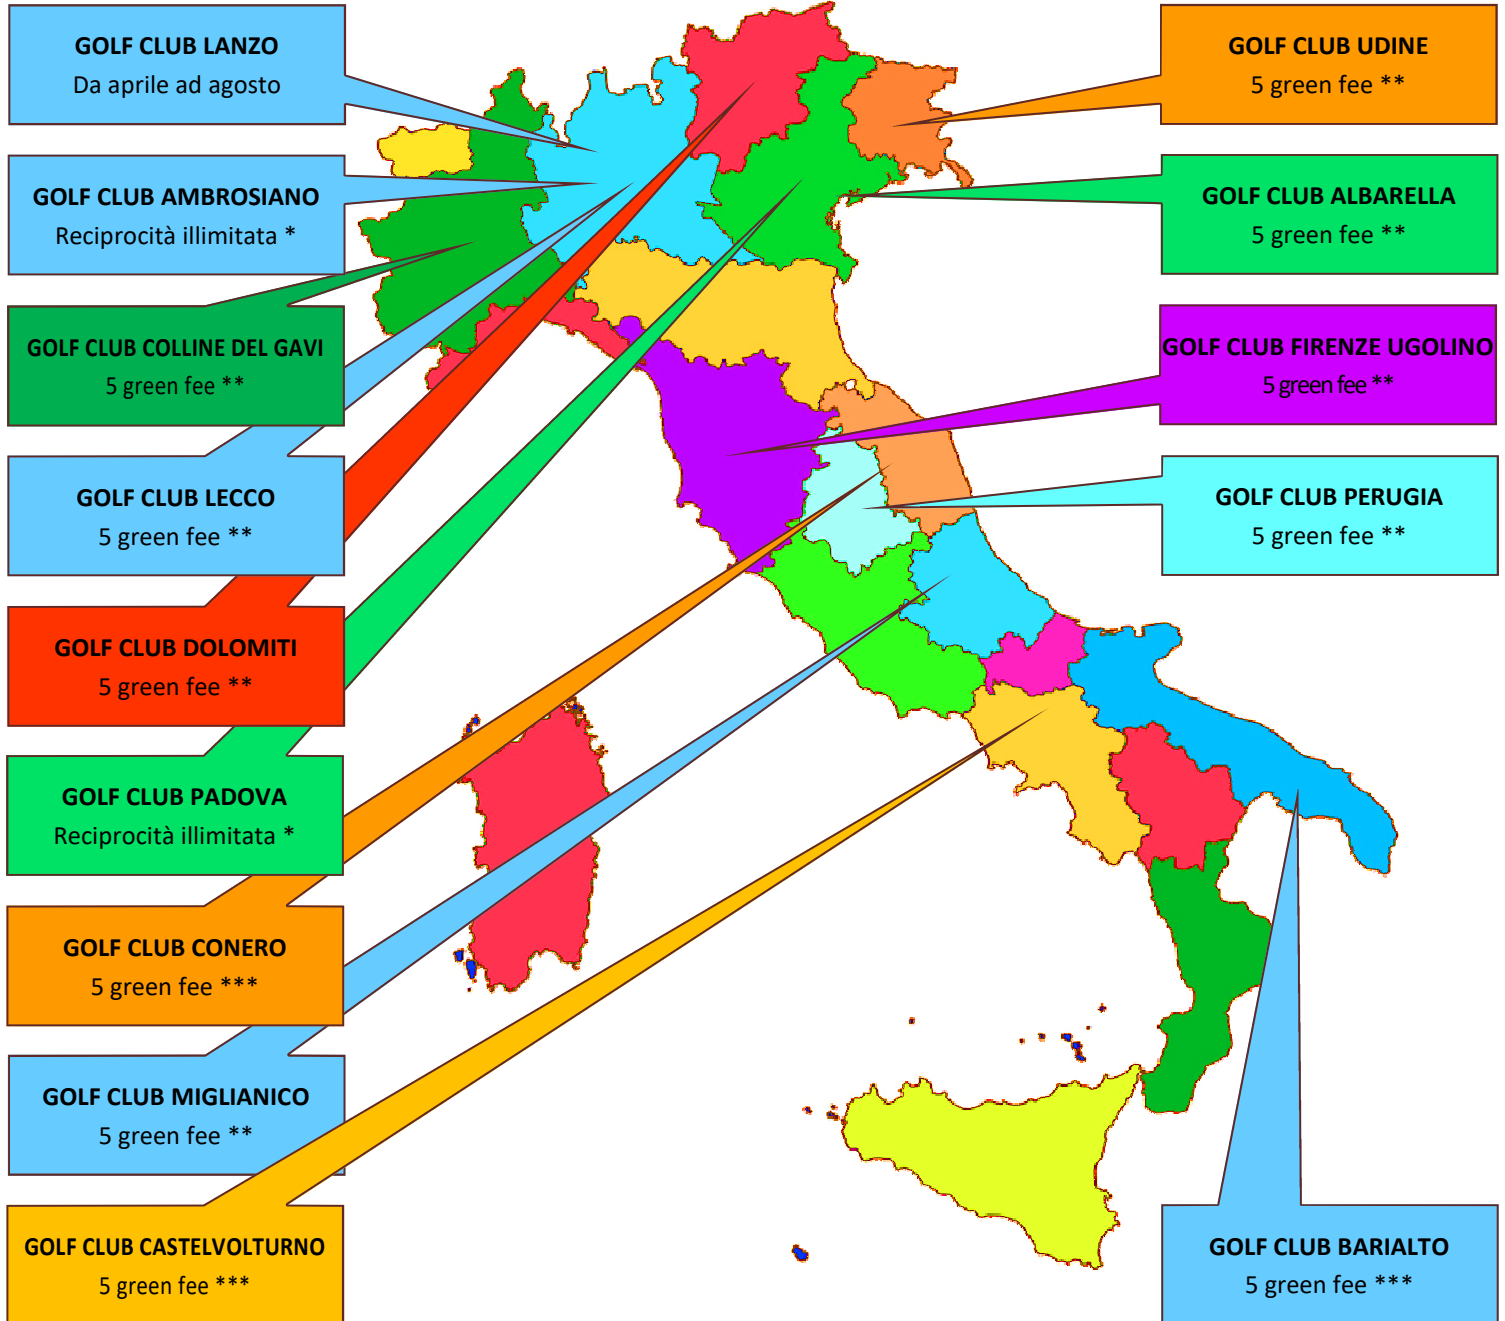 GOLF CLUB LANZO
Da aprile ad agosto
GOLF CLUB AMBROSIANO
Reciprocità illimitata *
GOLF CLUB COLLINE DEL GAVI
5 green fee **
GOLF CLUB LECCO
5 green fee **
GOLF CLUB DOLOMITI
5 green fee **
GOLF CLUB PADOVA
Reciprocità illimitata *
GOLF CLUB CONERO
5 green fee ***
GOLF CLUB MIGLIANICO
5 green fee **
GOLF CLUB CASTELVOLTURNO
5 green fee ***
GOLF CLUB UDINE
5 green fee **
GOLF CLUB ALBARELLA
5 green fee **
GOLF CLUB FIRENZE UGOLINO
5 green fee **
GOLF CLUB PERUGIA
5 green fee **
GOLF CLUB BARIALTO
5 green fee ***